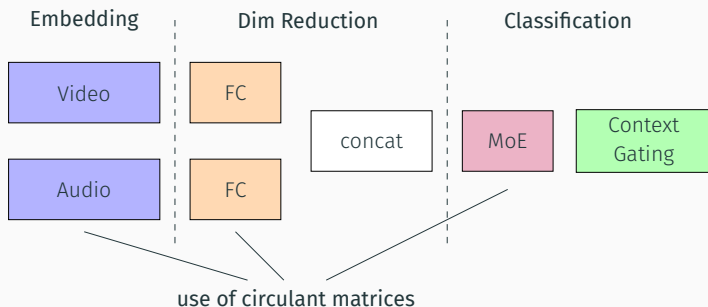 Embedding
Dim Reduction
Classification
Video
FC
concat
MoE
Context
Gating
Audio
FC
use of circulant matrices